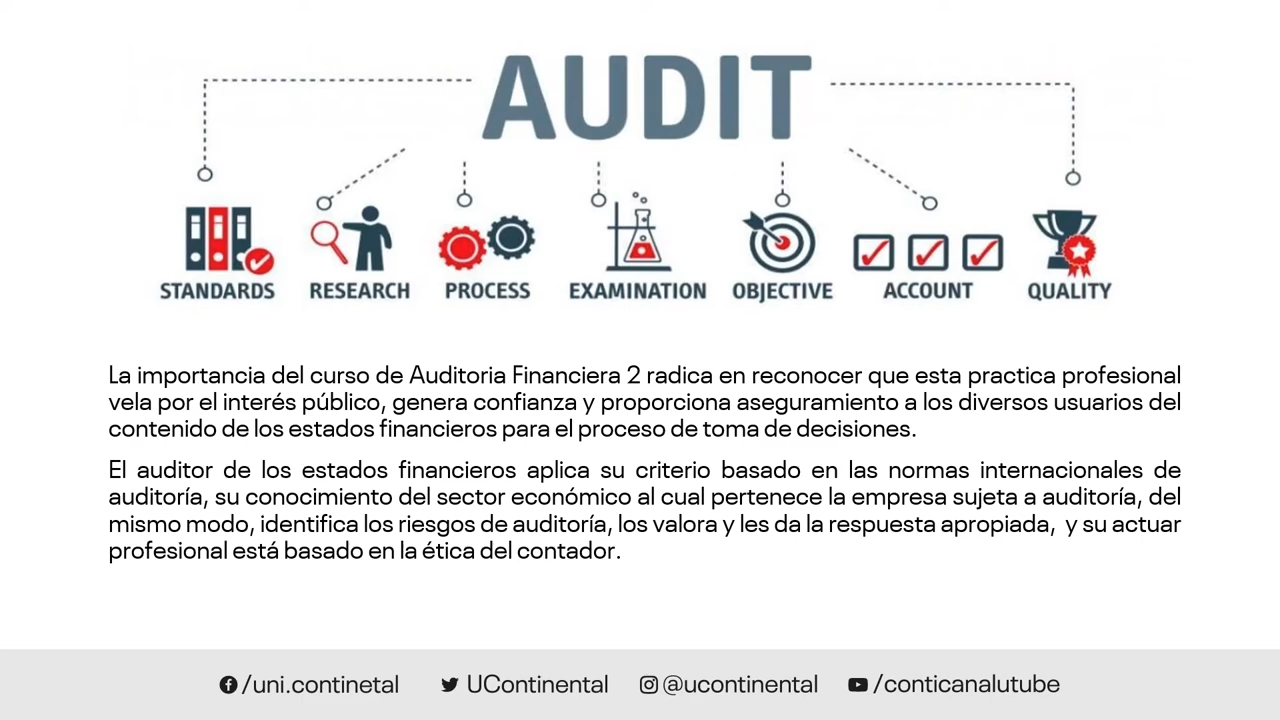 AUDIT
STANDARDS RESEARCH PROCESS EXAMINATION OBJECTIVE ACCOUNT QUALITY
La importancia del curso de Auditoria Financiera 2 radica en reconocer que esta practica profesional
vela por el interés público, genera confianza y proporciona aseguramiento a los diversos usuarios del
contenido de los estados financieros para el proceso de toma de decisiones.
El auditor de los estados financieros aplica su criterio basado en las normas internacionales de
auditoría, su conocimiento del sector económico al cual pertenece la empresa sujeta a auditoría, del
mismo modo, identifica los riesgos de auditoría, los valora y les da la respuesta apropiada, y su actuar
profesional está basado en la ética del contador.
/uni.continetal UContinental @ucontinental /conticanalutube